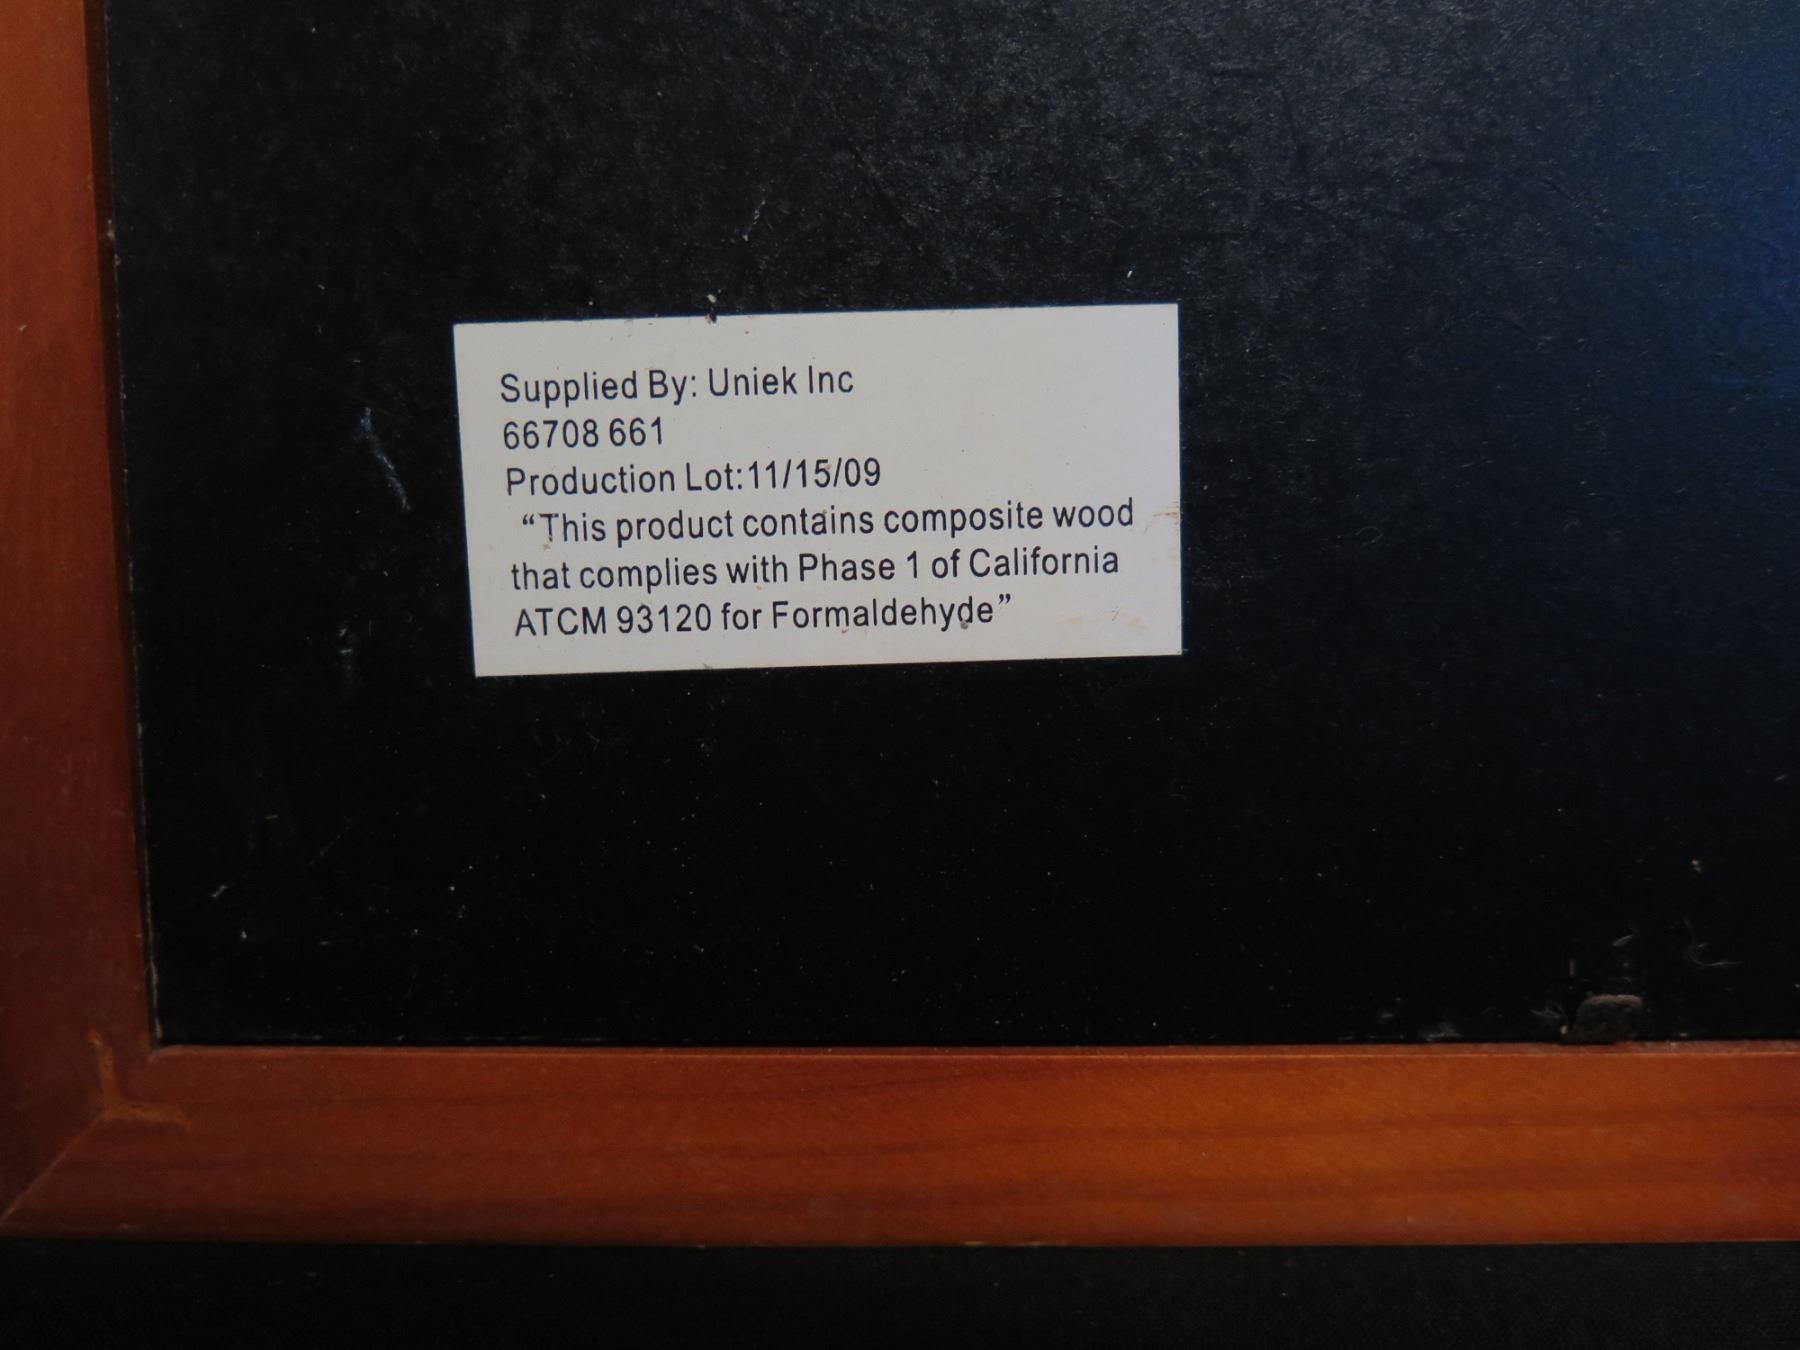 Supplied By: Uniek Inc
66708 661
Production Lot:11/15/09
“This product contains composite wood
that complies with Phase 1 of California
ATCM 93120 for Formaldehyde”